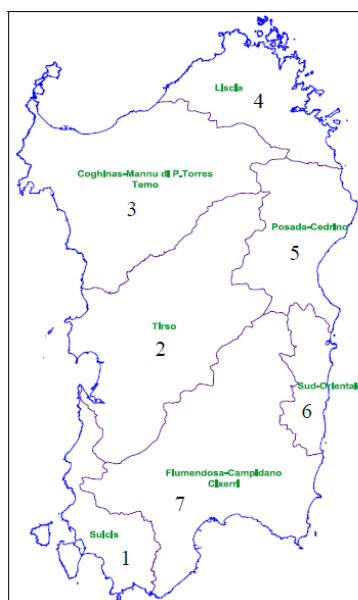 Liscia
4
Coghinas-Mannu di P.Torres
Temo
3
Posada-Cedrino
5
Tirso
2
Sud-Orientale
6
Flumendosa-Campidano
Cixerri
7
Sulcis
1